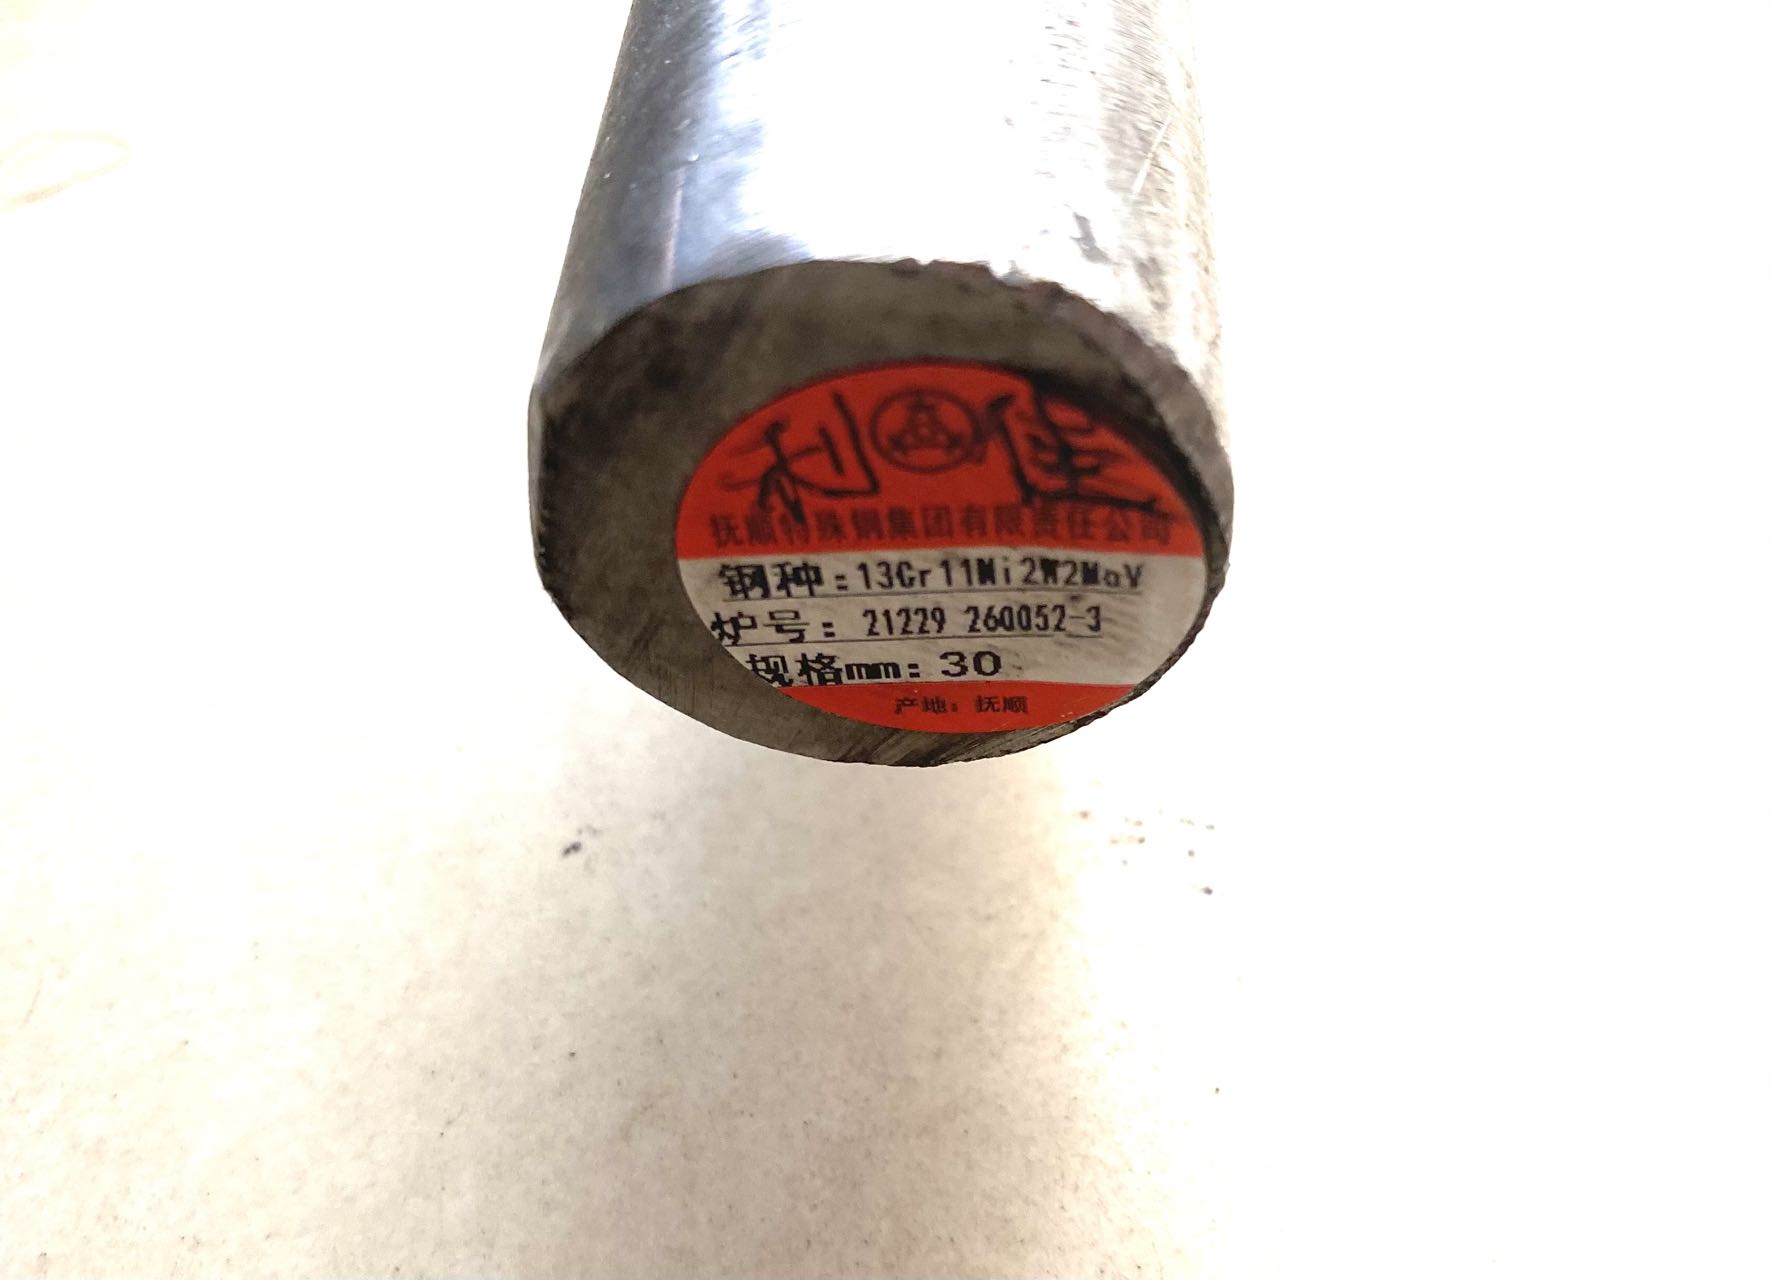 利佳
抚顺特殊钢集团有限责任公司
钢种:13Cr11Ni2W2MoV
炉号: 21229 260052-3
规格mm:30
产地:抚顺